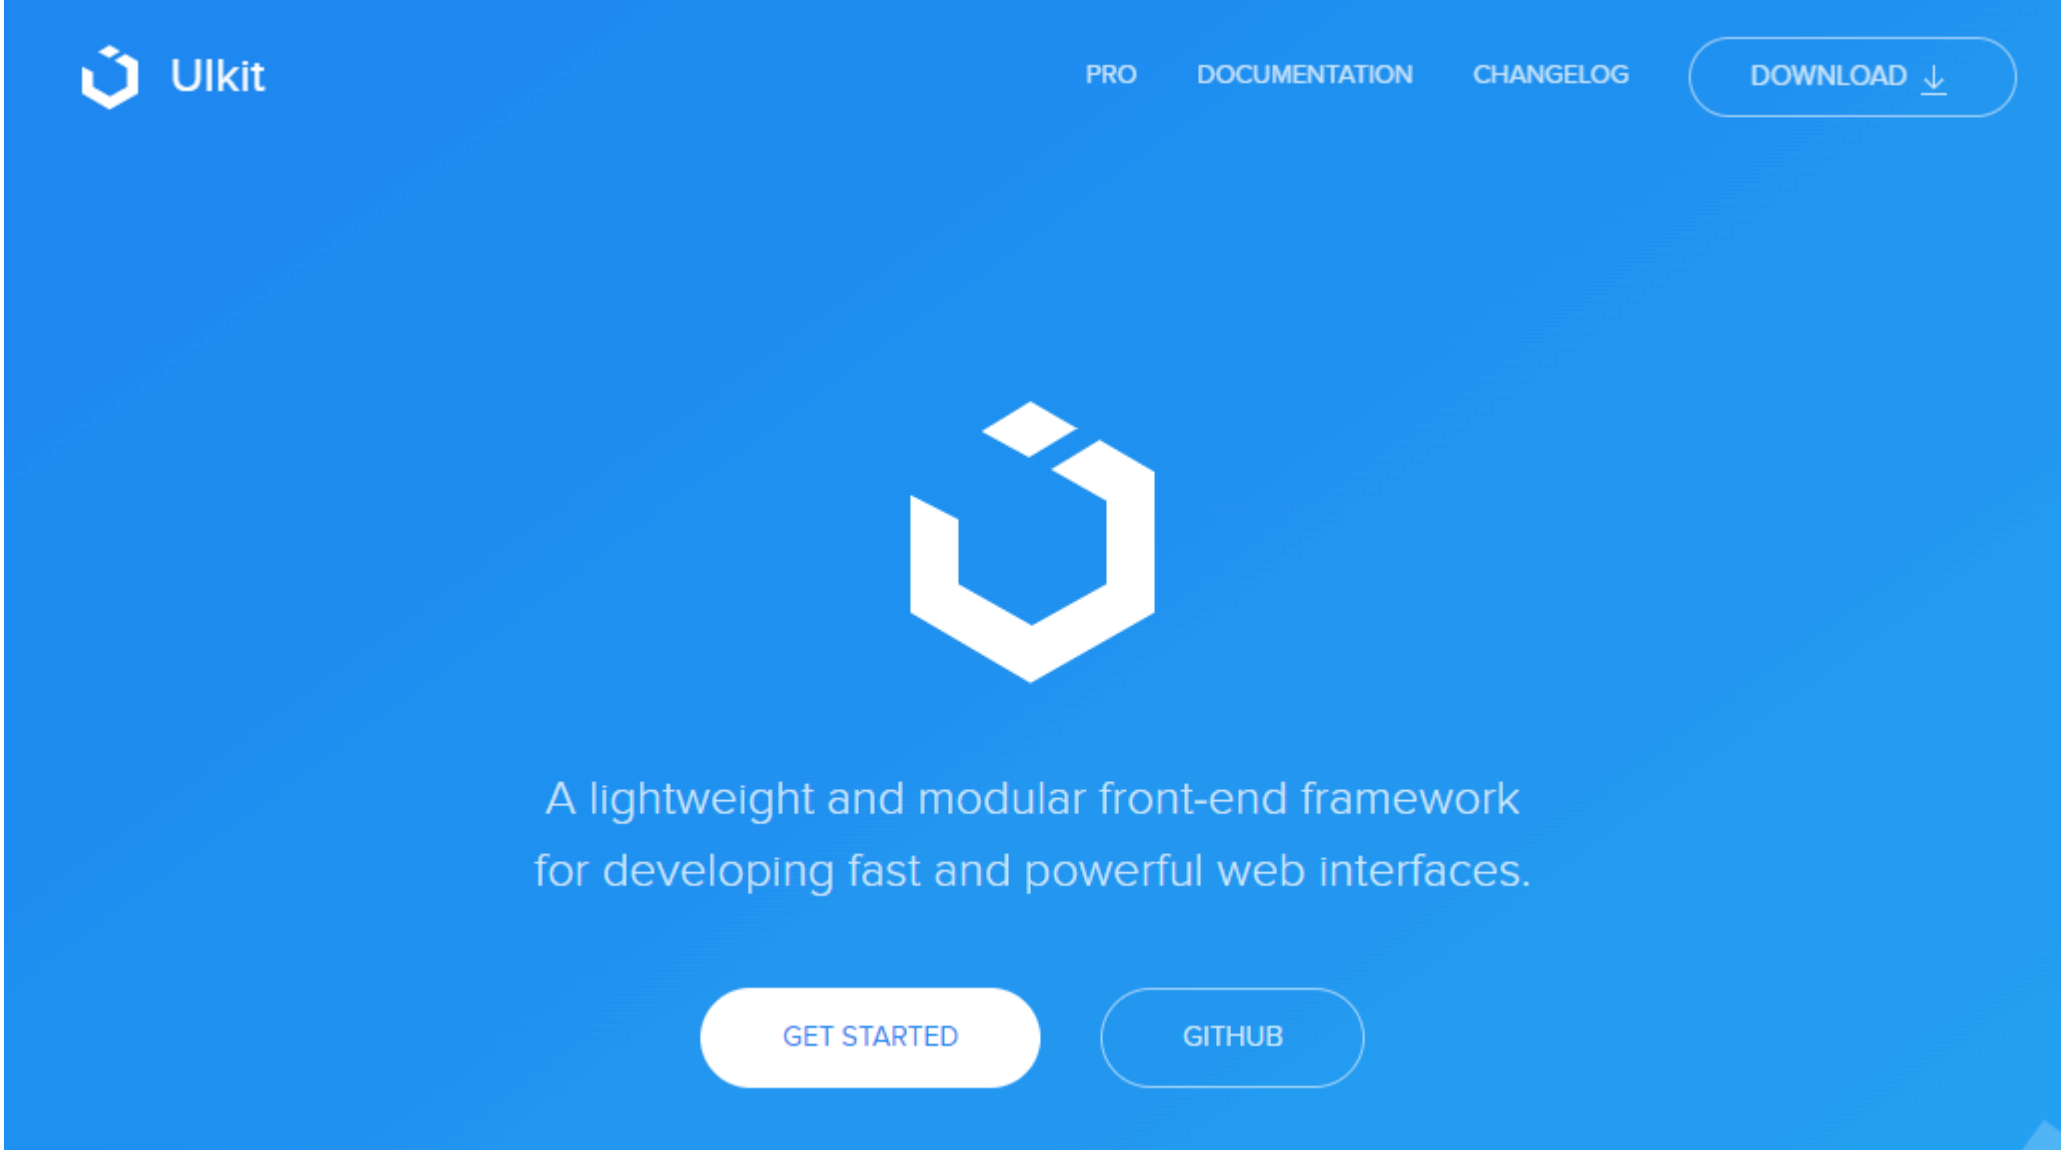 UIkit
PRO DOCUMENTATION CHANGELOG DOWNLOAD
A lightweight and modular front-end framework
for developing fast and powerful web interfaces.
GET STARTED GITHUB